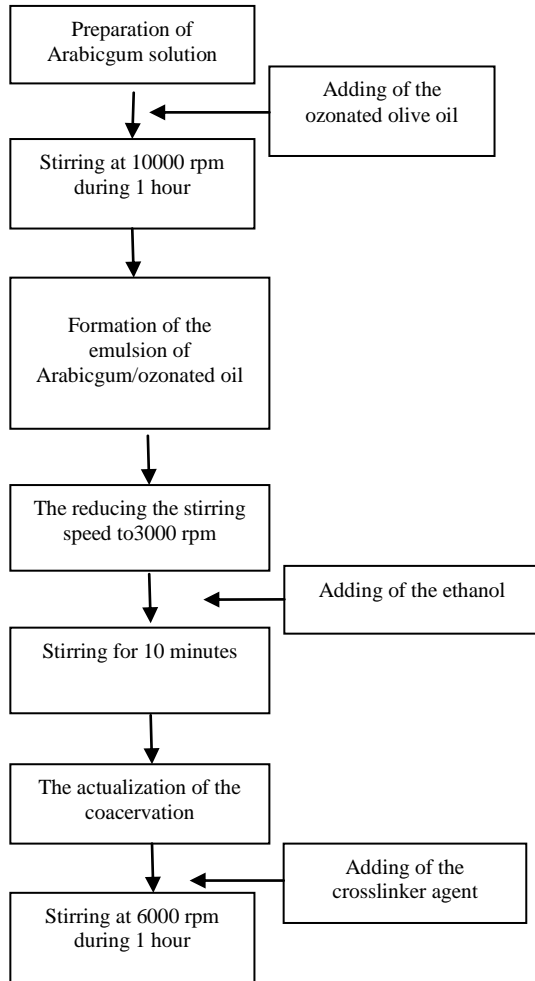 Preparation of
Arabicgum solution
Adding of the
ozonated olive oil
Stirring at 10000 rpm
during 1 hour
Formation of the
emulsion of
Arabicgum/ozonated oil
The reducing the stirring
speed to3000 rpm
Adding of the ethanol
Stirring for 10 minutes
The actualization of the
coacervation
Adding of the
crosslinker agent
Stirring at 6000 rpm
during 1 hour